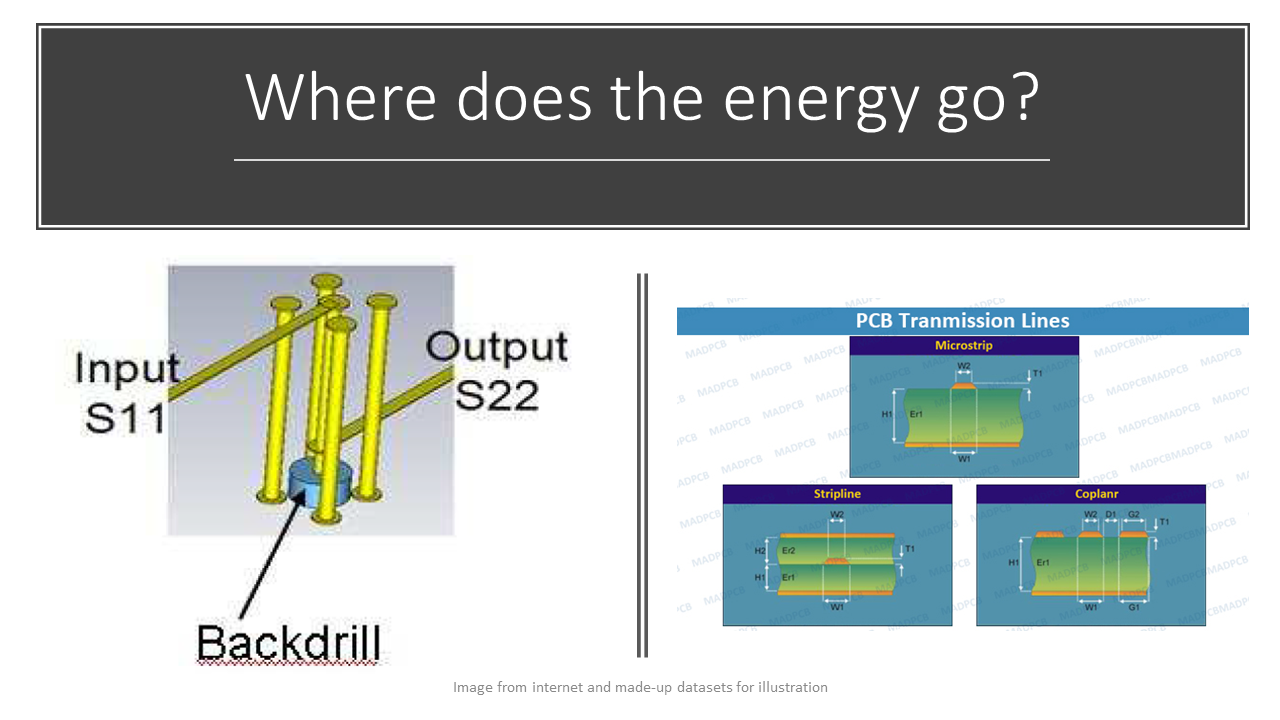 Where does the energy go?
Input
S11
Output
S22
Backdrill
PCB Tranmission Lines
Microstrip
W2
T1
H1
Er1
W1
Stripline
W2
H2
Er2
T1
H1
Er1
W1
Coplanr
W2
D1
G2
T1
H1
Er1
W1
G1
MADPCB
Image from internet and made-up datasets for illustration